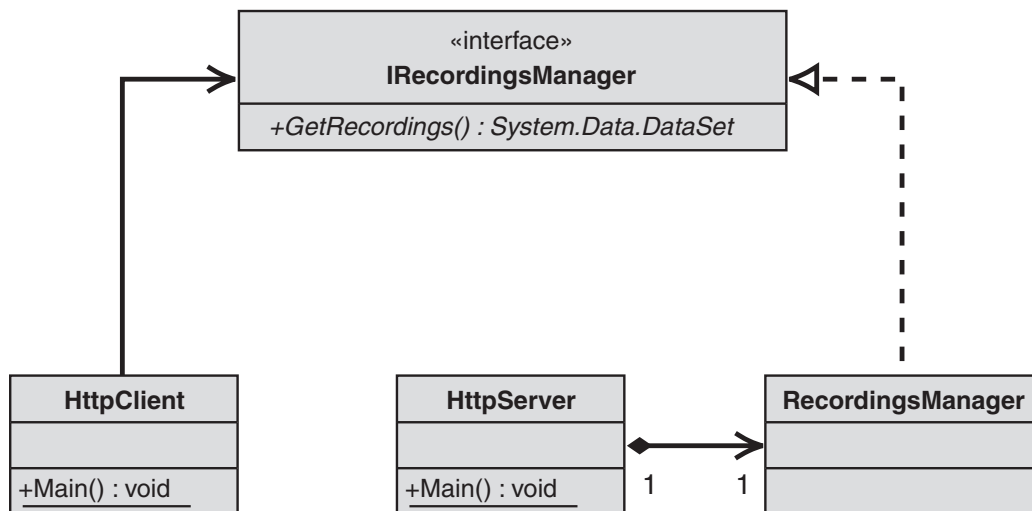 «interface»
IRecordingsManager
+GetRecordings() : System.Data.DataSet
HttpClient
+Main() : void
HttpServer
+Main() : void
1
1
RecordingsManager